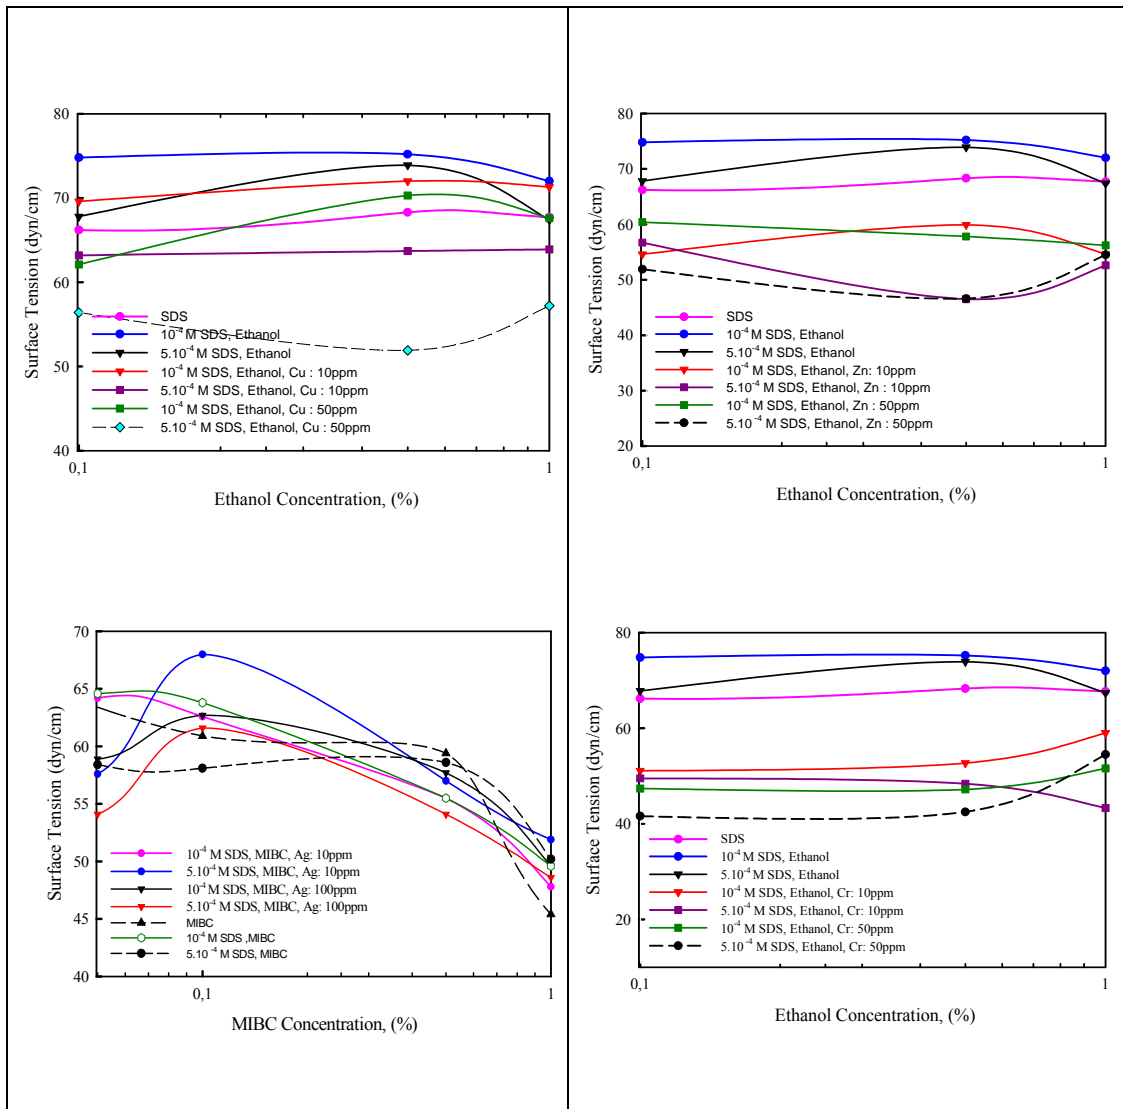 80
70
60
50
40
Surface Tension (dyn/cm)
SDS
10-4 M SDS, Ethanol
5.10-4 M SDS, Ethanol
10-4 M SDS, Ethanol, Cu : 10ppm
5.10-4 M SDS, Ethanol, Cu : 10ppm
10-4 M SDS, Ethanol, Cu : 50ppm
5.10-4 M SDS, Ethanol, Cu : 50ppm
0,1 1
Ethanol Concentration, (%)
80
70
60
50
40
30
20
Surface Tension (dyn/cm)
SDS
10-4 M SDS, Ethanol
5.10-4 M SDS, Ethanol
10-4 M SDS, Ethanol, Zn: 10ppm
5.10-4 M SDS, Ethanol, Zn : 10ppm
10-4 M SDS, Ethanol, Zn : 50ppm
5.10-4 M SDS, Ethanol, Zn : 50ppm
0,1 1
Ethanol Concentration, (%)
70
65
60
55
50
45
40
Surface Tension (dyn/cm)
10-4 M SDS, MIBC, Ag: 10ppm
5.10-4 M SDS, MIBC, Ag: 10ppm
10-4 M SDS, MIBC, Ag: 100ppm
5.10-4 M SDS, MIBC, Ag: 100ppm
MIBC
10-4 M SDS ,MIBC
5.10-4 M SDS, MIBC
0,1 1
MIBC Concentration, (%)
80
60
40
20
Surface Tension (dyn/cm)
SDS
10-4 M SDS, Ethanol
5.10-4 M SDS, Ethanol
10-4 M SDS, Ethanol, Cr: 10ppm
5.10-4 M SDS, Ethanol, Cr: 10ppm
10-4 M SDS, Ethanol, Cr: 50ppm
5.10-4 M SDS, Ethanol, Cr: 50ppm
0,1 1
Ethanol Concentration, (%)